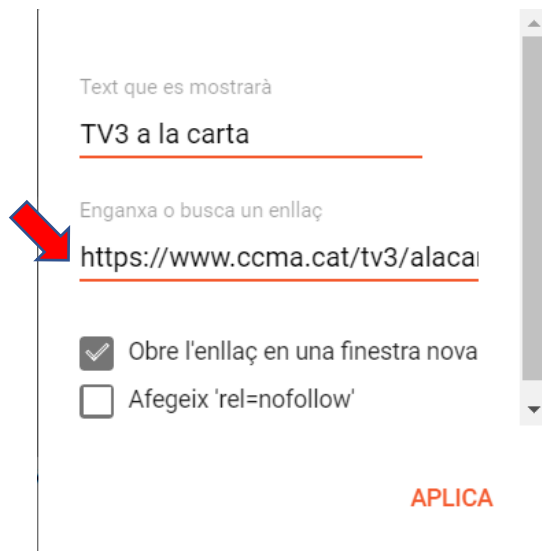 Text que es mostrarà
TV3 a la carta
Enganxa o busca un enllaç
https://www.ccma.cat/tv3/alacar
Obre l'enllaç en una finestra nova
Afegeix 'rel=nofollow'
APLICA